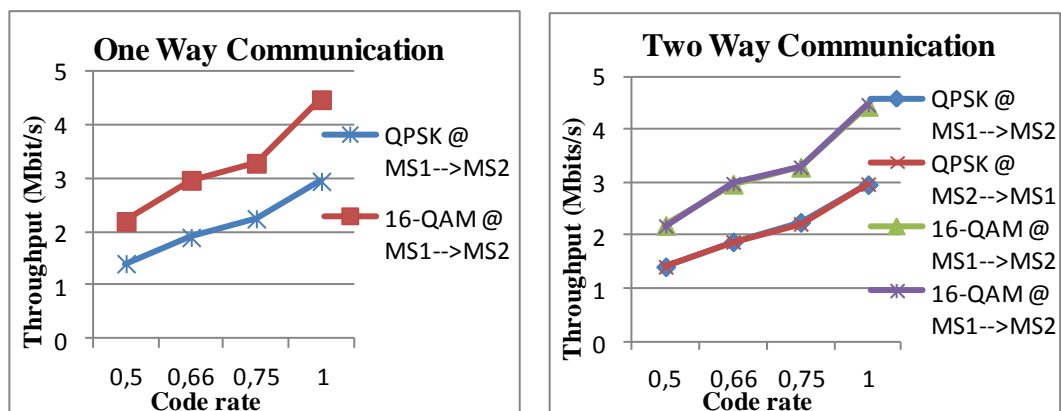 One Way Communication
Throughput (Mbit/s)
5
4
3
2
1
0
0,5 0,66 0,75 1
Code rate
QPSK @
MS1-->MS2
16-QAM @
MS1-->MS2
Two Way Communication
Throughput (Mbits/s)
5
4
3
2
1
0
0,5 0,66 0,75 1
Code rate
QPSK @
MS1-->MS2
QPSK @
MS2-->MS1
16-QAM @
MS1-->MS2
16-QAM @
MS1-->MS2